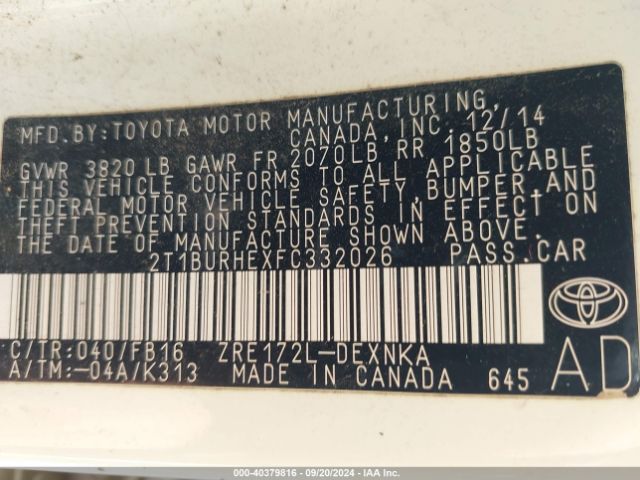 MFD.BY:TOYOTA MOTOR MANUFACTURING,
CANADA,INC. 12/14
GVWR 3820 LB GAWR FR 2070LB, RR 1850LB
THIS VEHICLE CONFORMS TO ALL APPLICABLE
FEDERAL MOTOR VEHICLE SAFETY,BUMPER,AND
THEFT PREVENTION STANDARDS IN EFFECT ON
THE DATE OF MANUFACTURE SHOWN ABOVE.
2T1BURHEXFC332026 PASS.CAR
C/TR:040/FB16 ZRE172L-DEXNKA
A/TM:-04A/K313 MADE IN CANADA 645
AD
000-40379816 - 09/20/2024 - IAA Inc.